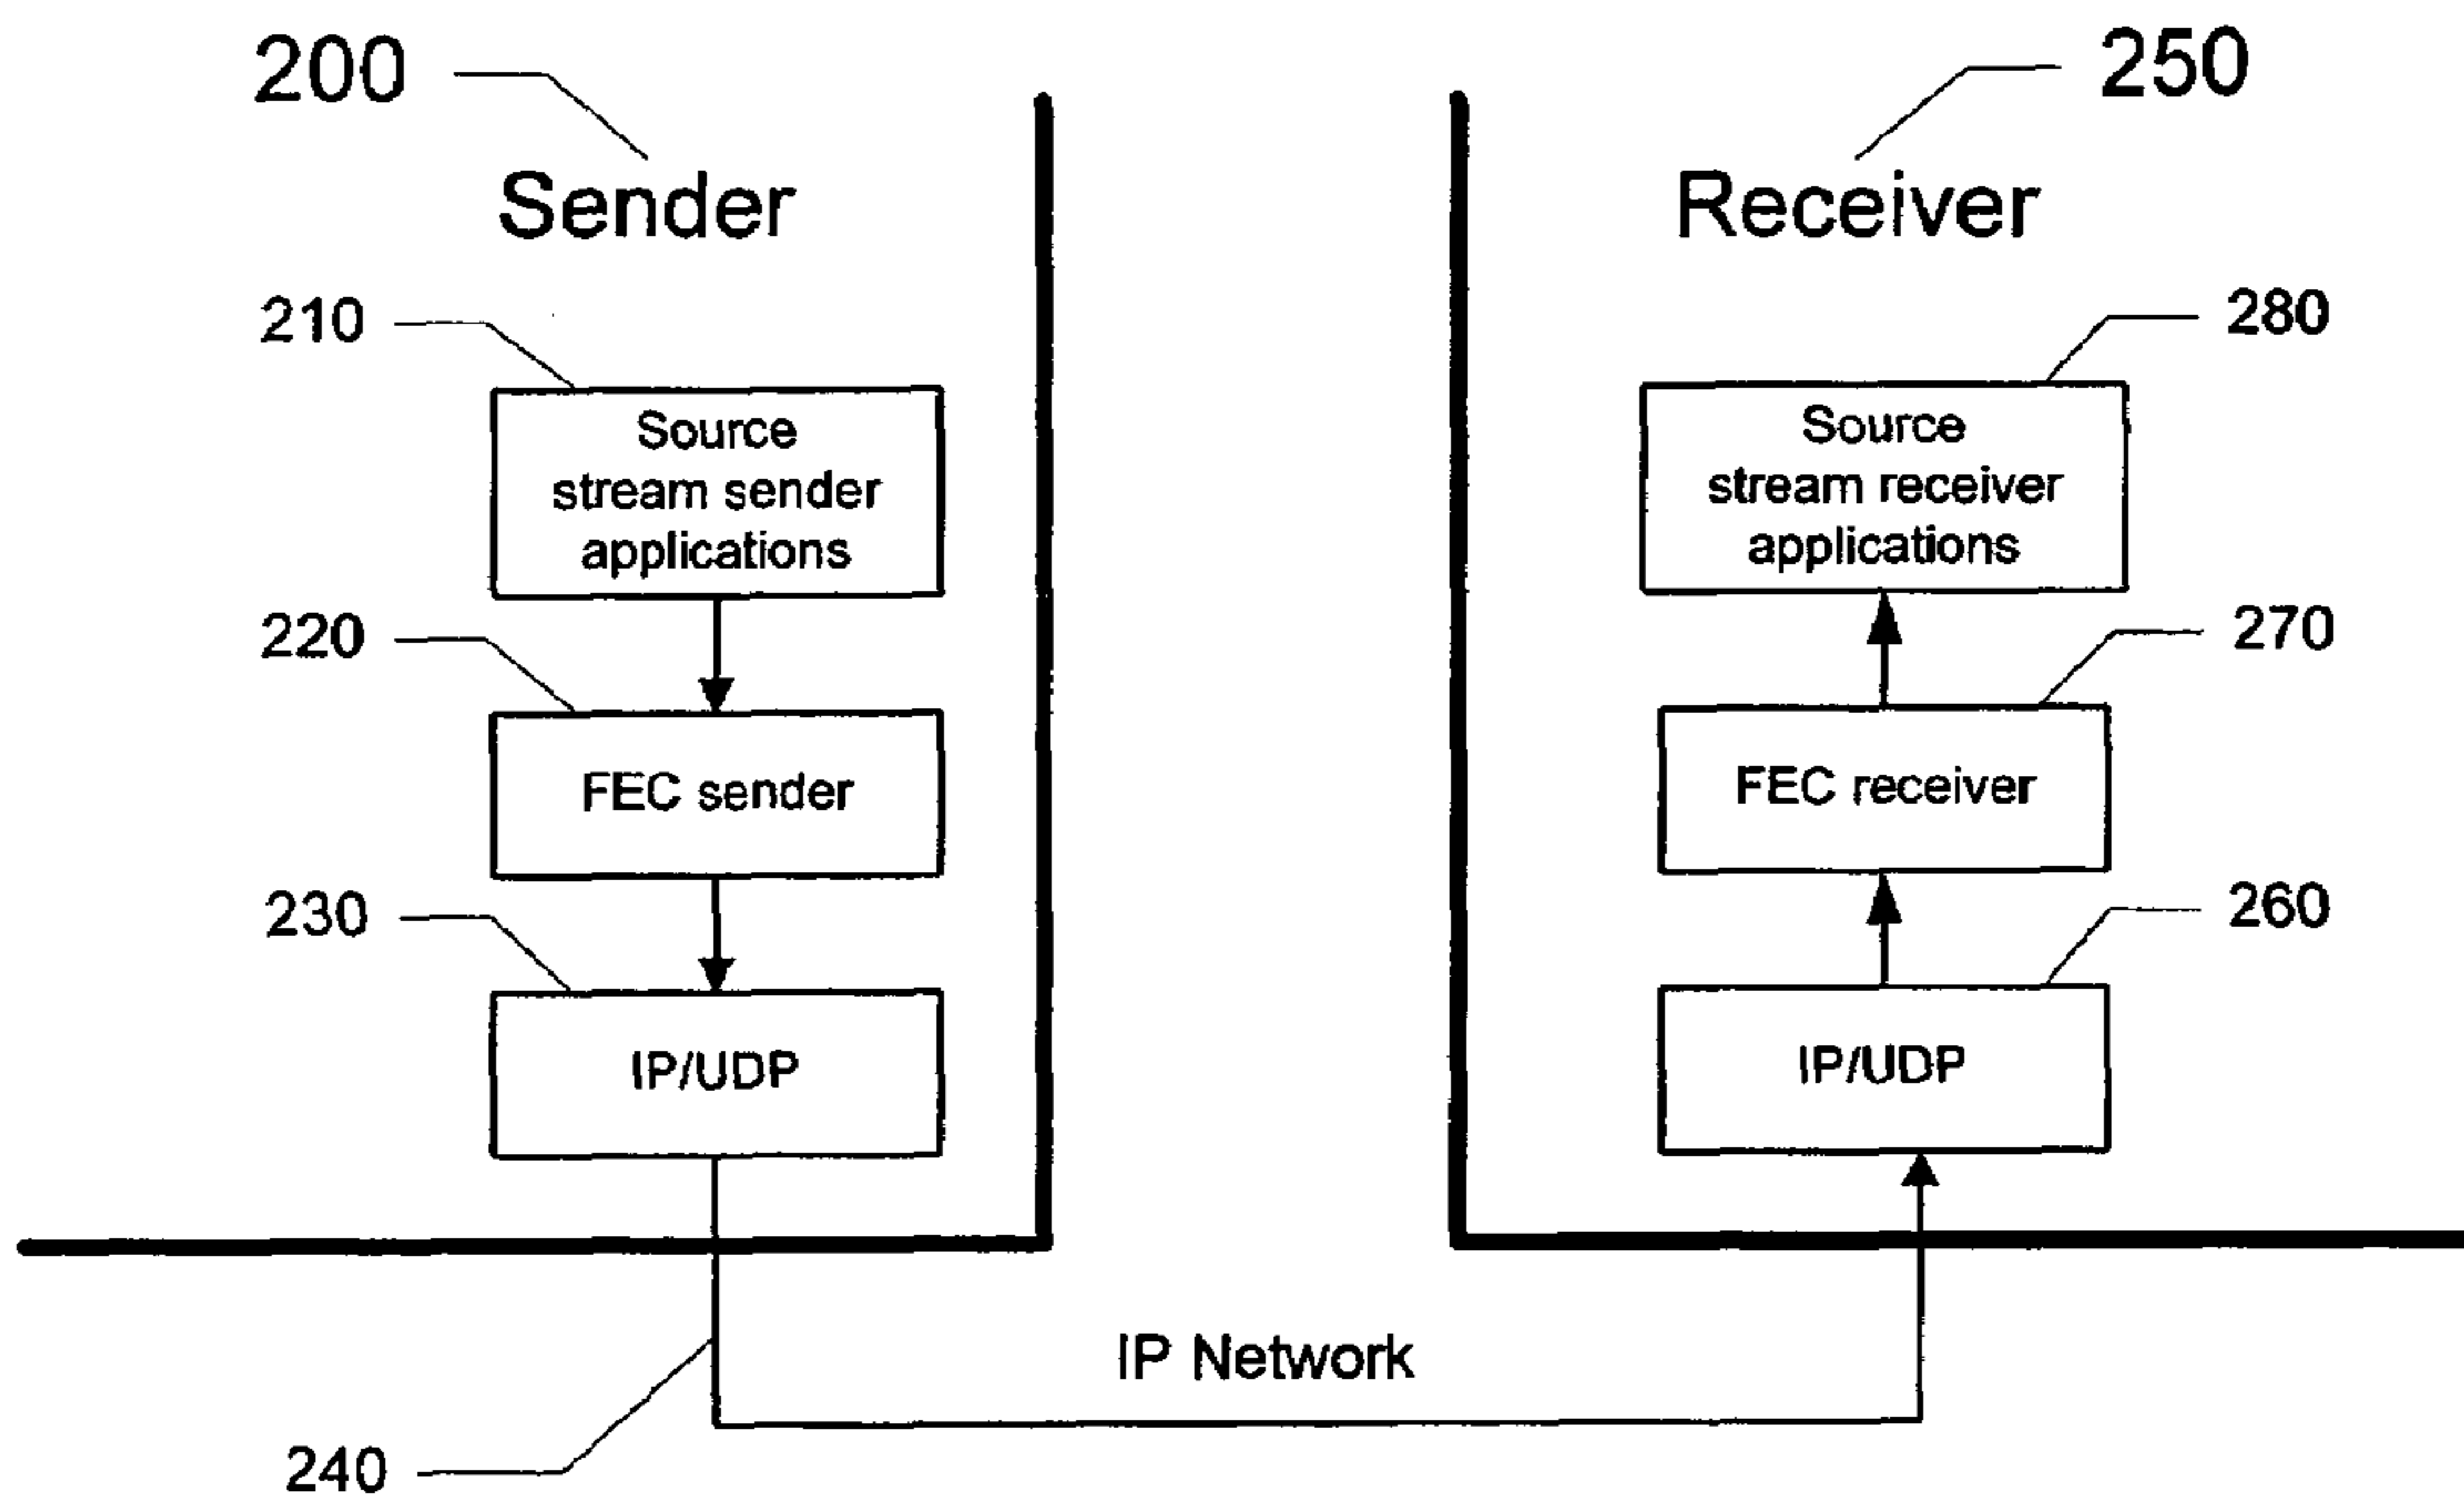 200
Sender
210
Source
stream sender
applications
220
FEC sender
230
IP/UDP
240
IP Network
250
Receiver
280
Source
stream receiver
applications
270
FEC receiver
260
IP/UDP